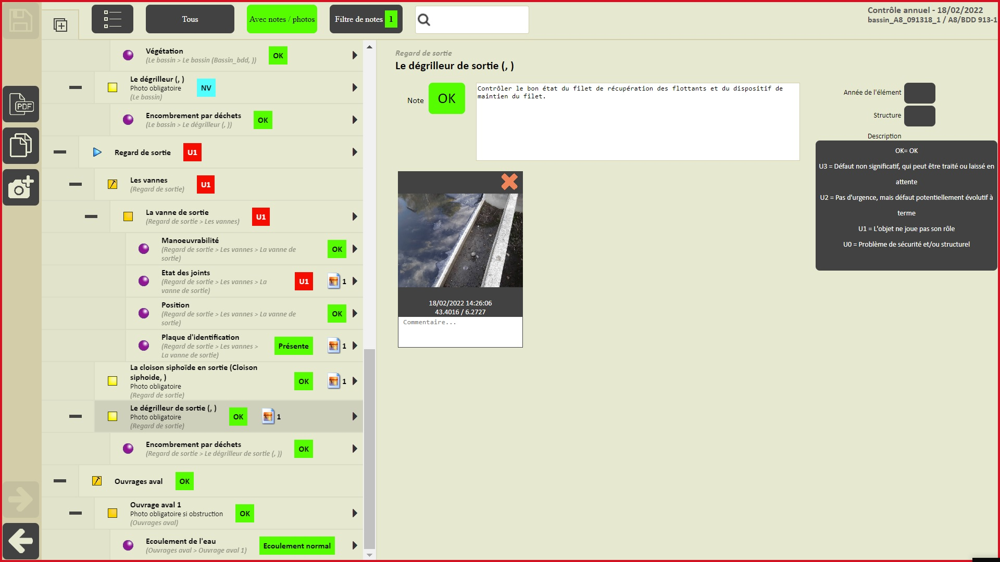 Tous
Avec notes / photos
Filtre de notes 1
Contrôle annuel - 18/02/2022
bassin_A8_091318_1 / A8/BDD 913-1
PDF
Végétation
(Le bassin > Le bassin (Bassin_bdd, ))
OK
Le dégrilleur (, )
Photo obligatoire
(Le bassin)
NV
Encombrement par déchets
(Le bassin > Le dégrilleur (, ))
OK
Regard de sortie
U1
Les vannes
(Regard de sortie)
U1
La vanne de sortie
(Regard de sortie > Les vannes)
U1
Manoeuvrabilité
(Regard de sortie > Les vannes > La vanne de
sortie)
OK
Etat des joints
(Regard de sortie > Les vannes > La
vanne de sortie)
U1
1
Position
(Regard de sortie > Les vannes > La vanne de
sortie)
OK
Plaque d'identification
(Regard de sortie > Les vannes >
La vanne de sortie)
Présente
1
La cloison siphoïde en sortie (Cloison
siphoide, )
Photo obligatoire
(Regard de sortie)
OK
1
Le dégrilleur de sortie (, )
Photo obligatoire
(Regard de sortie)
OK
1
Encombrement par déchets
(Regard de sortie > Le dégrilleur de sortie (, ))
OK
Ouvrages aval
OK
Ouvrage aval 1
Photo obligatoire si obstruction
(Ouvrages aval)
OK
Ecoulement de l'eau
(Ouvrages aval > Ouvrage aval 1)
Ecoulement normal
Regard de sortie
Le dégrilleur de sortie (, )
Note
OK
Contrôler le bon état du filet de récupération des flottants et du dispositif de
maintien du filet.
18/02/2022 14:26:06
43.4016 / 6.2727
Commentaire...
Année de l'élément
Structure
Description
OK= OK
U3 = Défaut non significatif, qui peut être traité ou laissé en
attente
U2 = Pas d'urgence, mais défaut potentiellement évolutif à
terme
U1 = L'objet ne joue pas son rôle
U0 = Problème de sécurité et/ou structurel